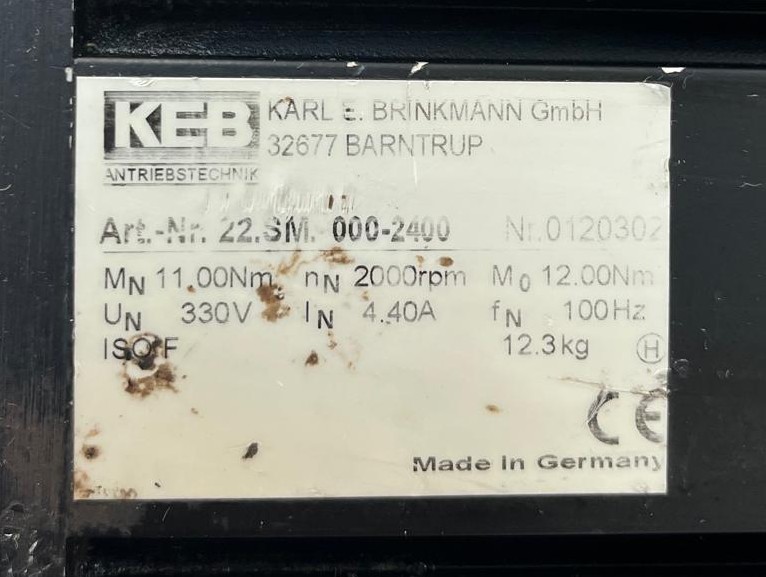 KEB KARL E. BRINKMANN GmbH
32677 BARNTRUP
ANTRIEBSTECHNIK
Art.-Nr. 22.SM. 000-2400 Nr.0120302
MN 11.00Nm nN 2000rpm M0 12.00Nm
UN 330V IN 4.40A fN 100Hz
ISO F 12.3kg H
CE
Made in Germany